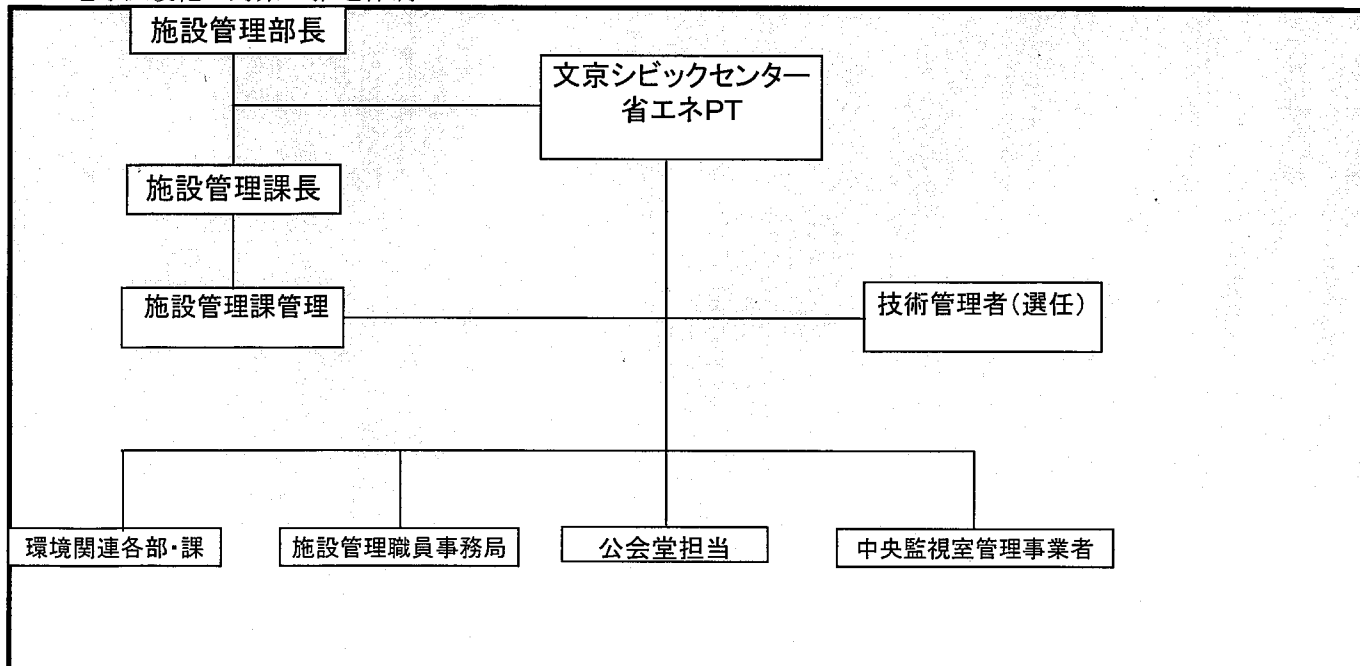 施設管理部長
文京シビックセンター
省エネPT
施設管理課長
施設管理課管理
技術管理者(選任)
環境関連各部・課
施設管理職員事務局
公会堂担当
中央監視室管理事業者